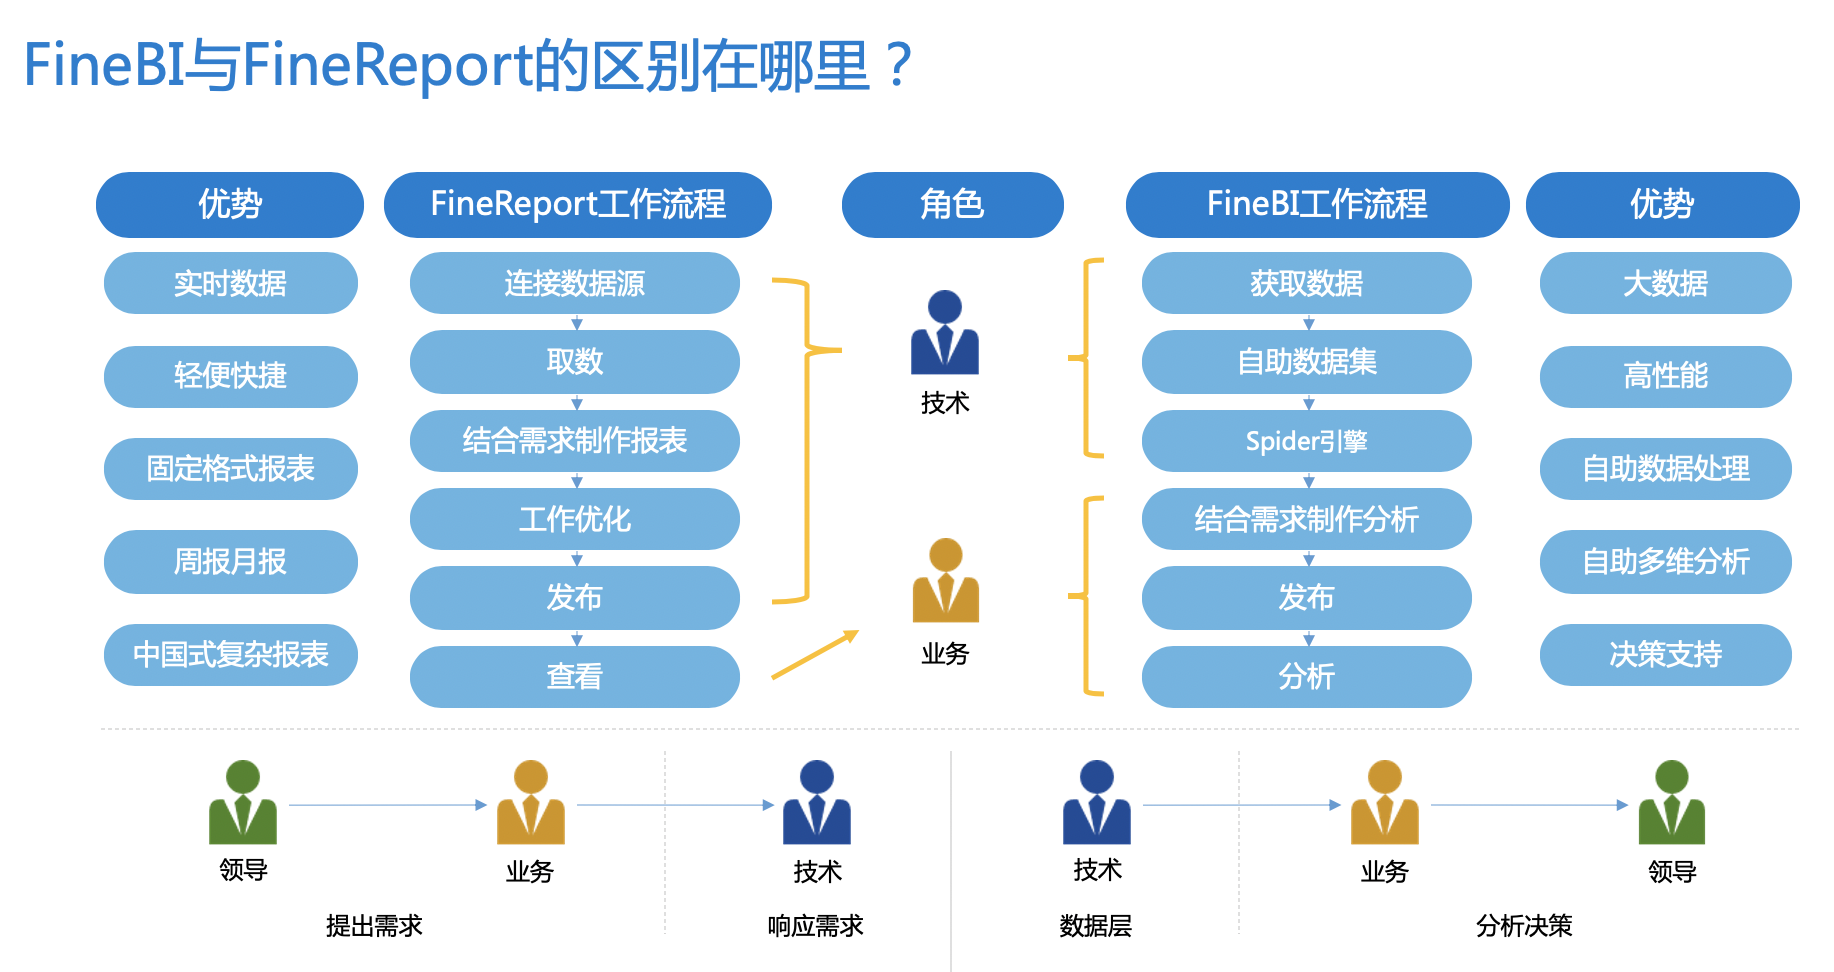 FineBI与FineReport的区别在哪里？
优势
FineReport工作流程
角色
FineBI工作流程
优势
实时数据
轻便快捷
固定格式报表
周报月报
中国式复杂报表
连接数据源
取数
结合需求制作报表
工作优化
发布
查看
技术
业务
获取数据
自助数据集
Spider引擎
结合需求制作分析
发布
分析
大数据
高性能
自助数据处理
自助多维分析
决策支持
领导
业务
技术
技术
业务
领导
提出需求
响应需求
数据层
分析决策